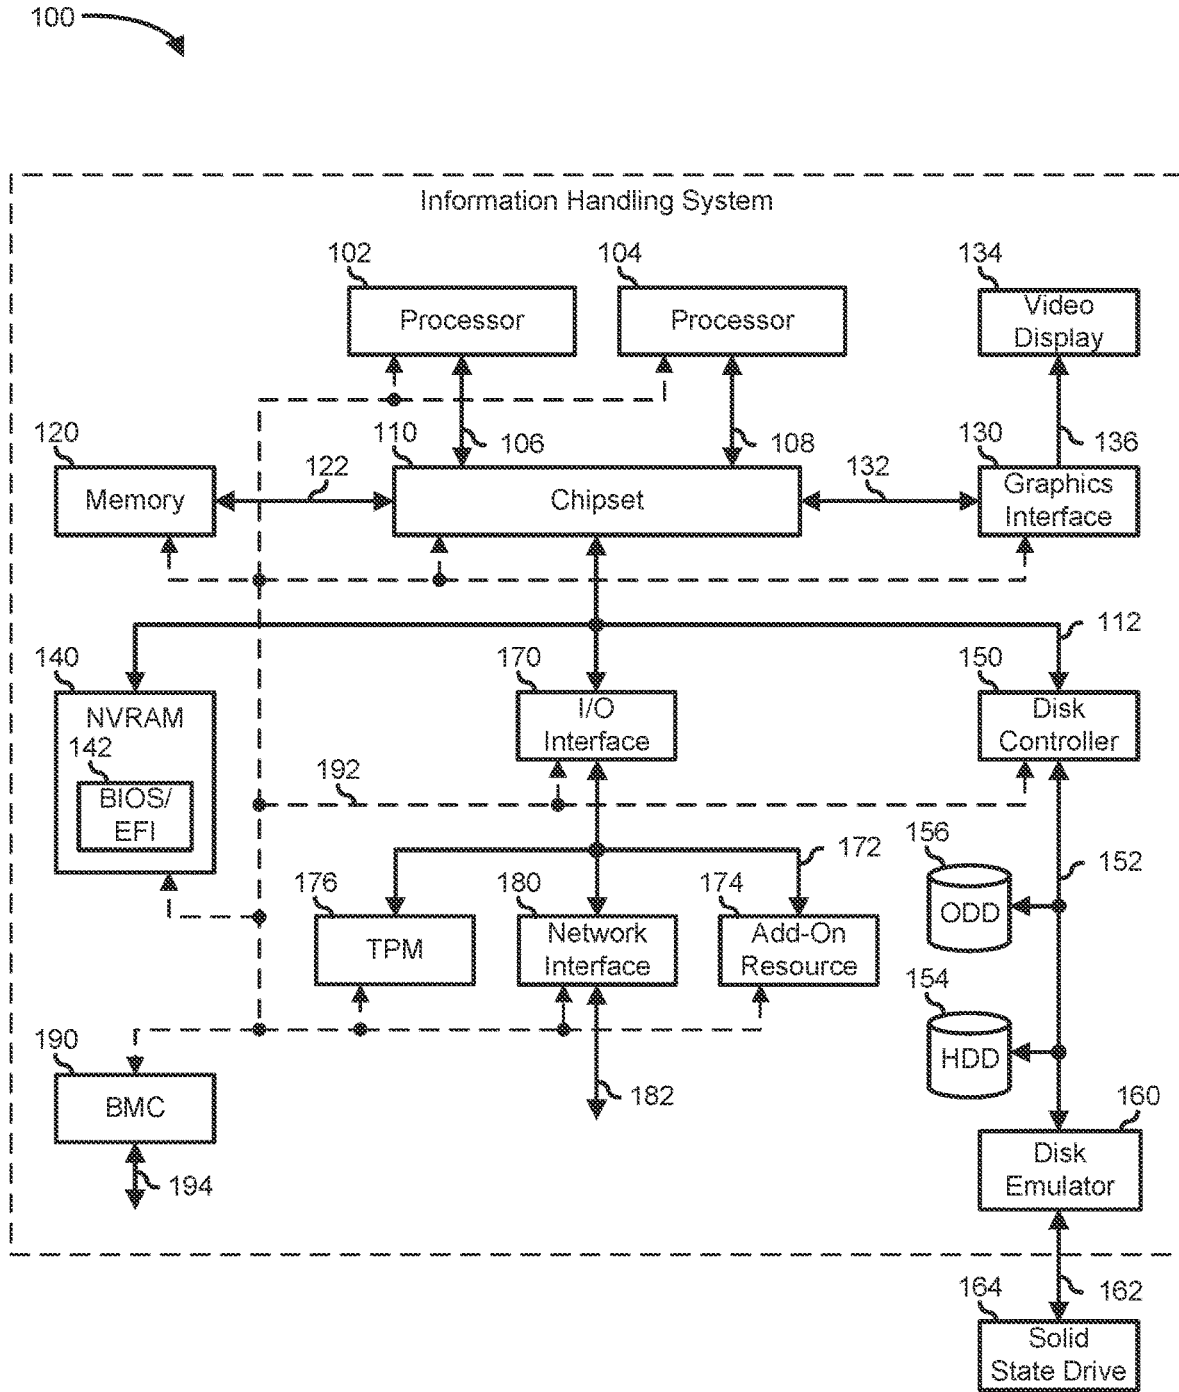 100
Information Handling System
102
104
134
Processor
Processor
Video
Display
120
110
106
108
130
136
122
132
Memory
Chipset
Graphics
Interface
112
140
170
150
NVRAM
I/O
Interface
Disk
Controller
142
BIOS/
EFI
192
156
172
152
176
180
174
ODD
TPM
Network
Interface
Add-On
Resource
154
HDD
190
182
160
BMC
Disk
Emulator
194
164
162
Solid
State Drive